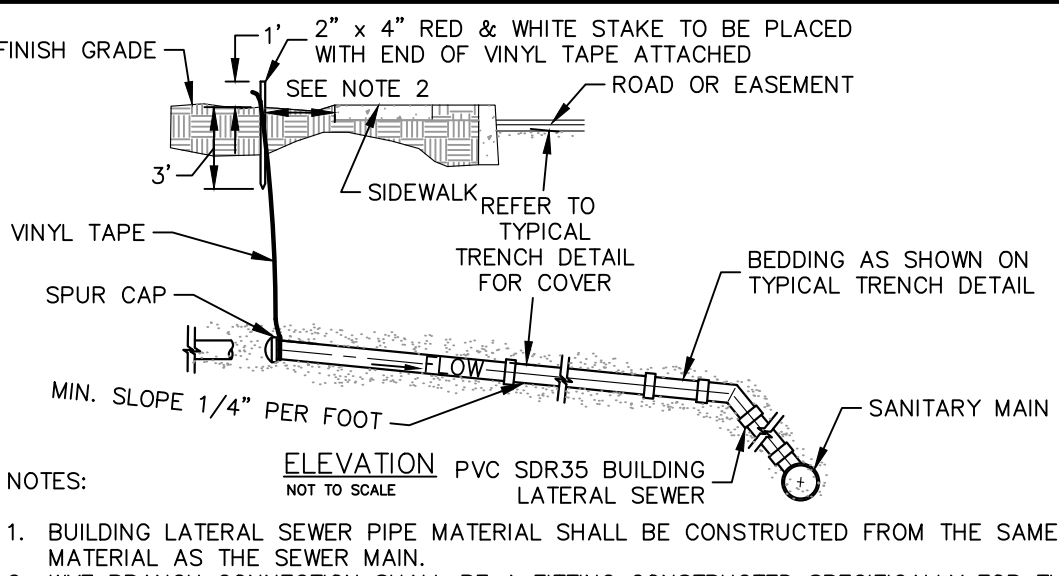 FINISH GRADE
1'
2" x 4" RED & WHITE STAKE TO BE PLACED
WITH END OF VINYL TAPE ATTACHED
SEE NOTE 2
ROAD OR EASEMENT
3'
SIDEWALK
REFER TO
TYPICAL
TRENCH DETAIL
FOR COVER
VINYL TAPE
BEDDING AS SHOWN ON
TYPICAL TRENCH DETAIL
SPUR CAP
FLOW
MIN. SLOPE 1/4" PER FOOT
SANITARY MAIN
ELEVATION
NOT TO SCALE
PVC SDR35 BUILDING
LATERAL SEWER
NOTES:
1. BUILDING LATERAL SEWER PIPE MATERIAL SHALL BE CONSTRUCTED FROM THE SAME
MATERIAL AS THE SEWER MAIN.